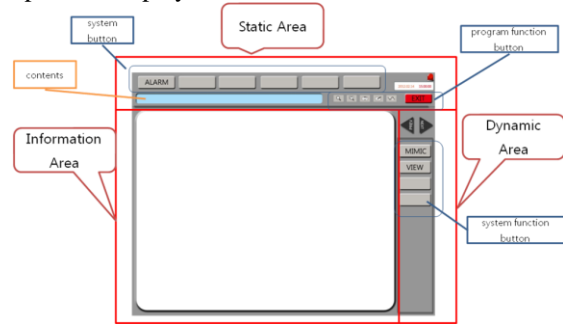 system
button
Static Area
program function
button
contents
ALARM
EXIT
Information
Area
Dynamic
Area
MIMIC
VIEW
system function
button